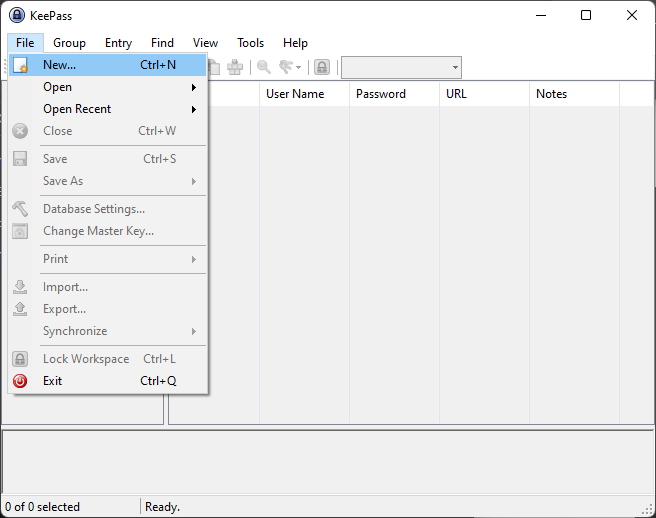 KeePass
File Group Entry Find View Tools Help
New... Ctrl+N
Open
User Name Password URL Notes
Open Recent
Close Ctrl+W
Save Ctrl+S
Save As
Database Settings...
Change Master Key...
Print
Import...
Export...
Synchronize
Lock Workspace Ctrl+L
Exit Ctrl+Q
0 of 0 selected Ready.